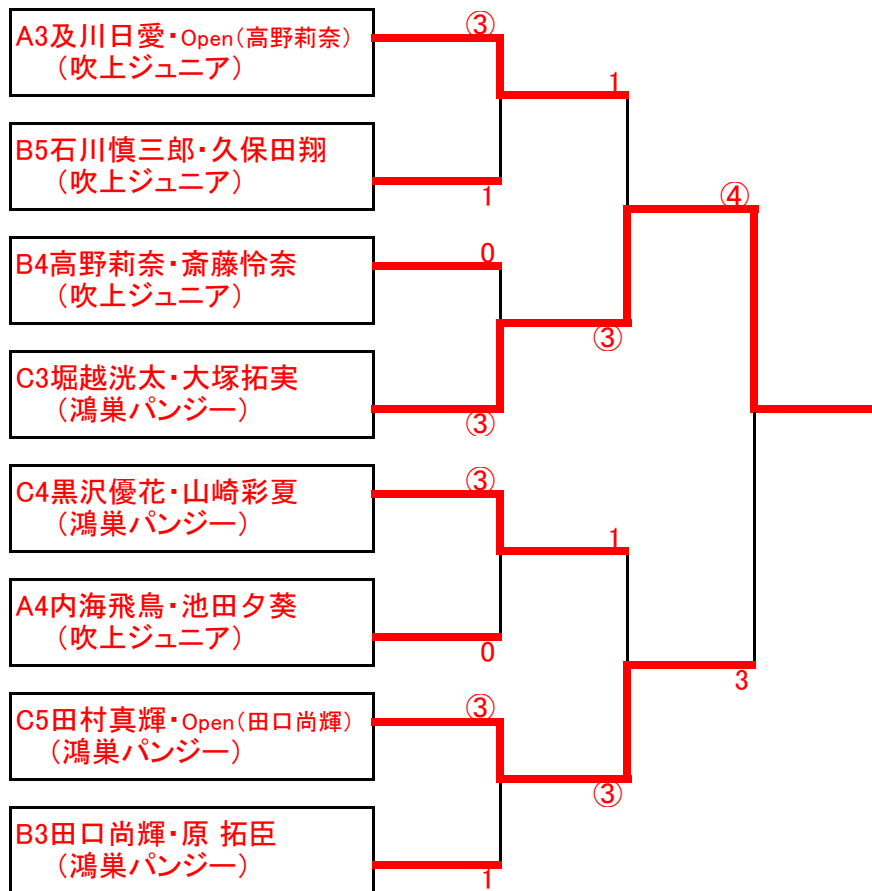 A3及川日愛・Open(高野莉奈)
(吹上ジュニア)
③
1
B5石川慎三郎・久保田翔
(吹上ジュニア)
1
④
B4高野莉奈・斎藤怜奈
(吹上ジュニア)
0
③
C3堀越洸太・大塚拓実
(鴻巣パンジー)
③
C4黒沢優花・山崎彩夏
(鴻巣パンジー)
③
1
A4内海飛鳥・池田夕葵
(吹上ジュニア)
0
3
C5田村真輝・Open(田口尚輝)
(鴻巣パンジー)
③
③
B3田口尚輝・原 拓臣
(鴻巣パンジー)
1